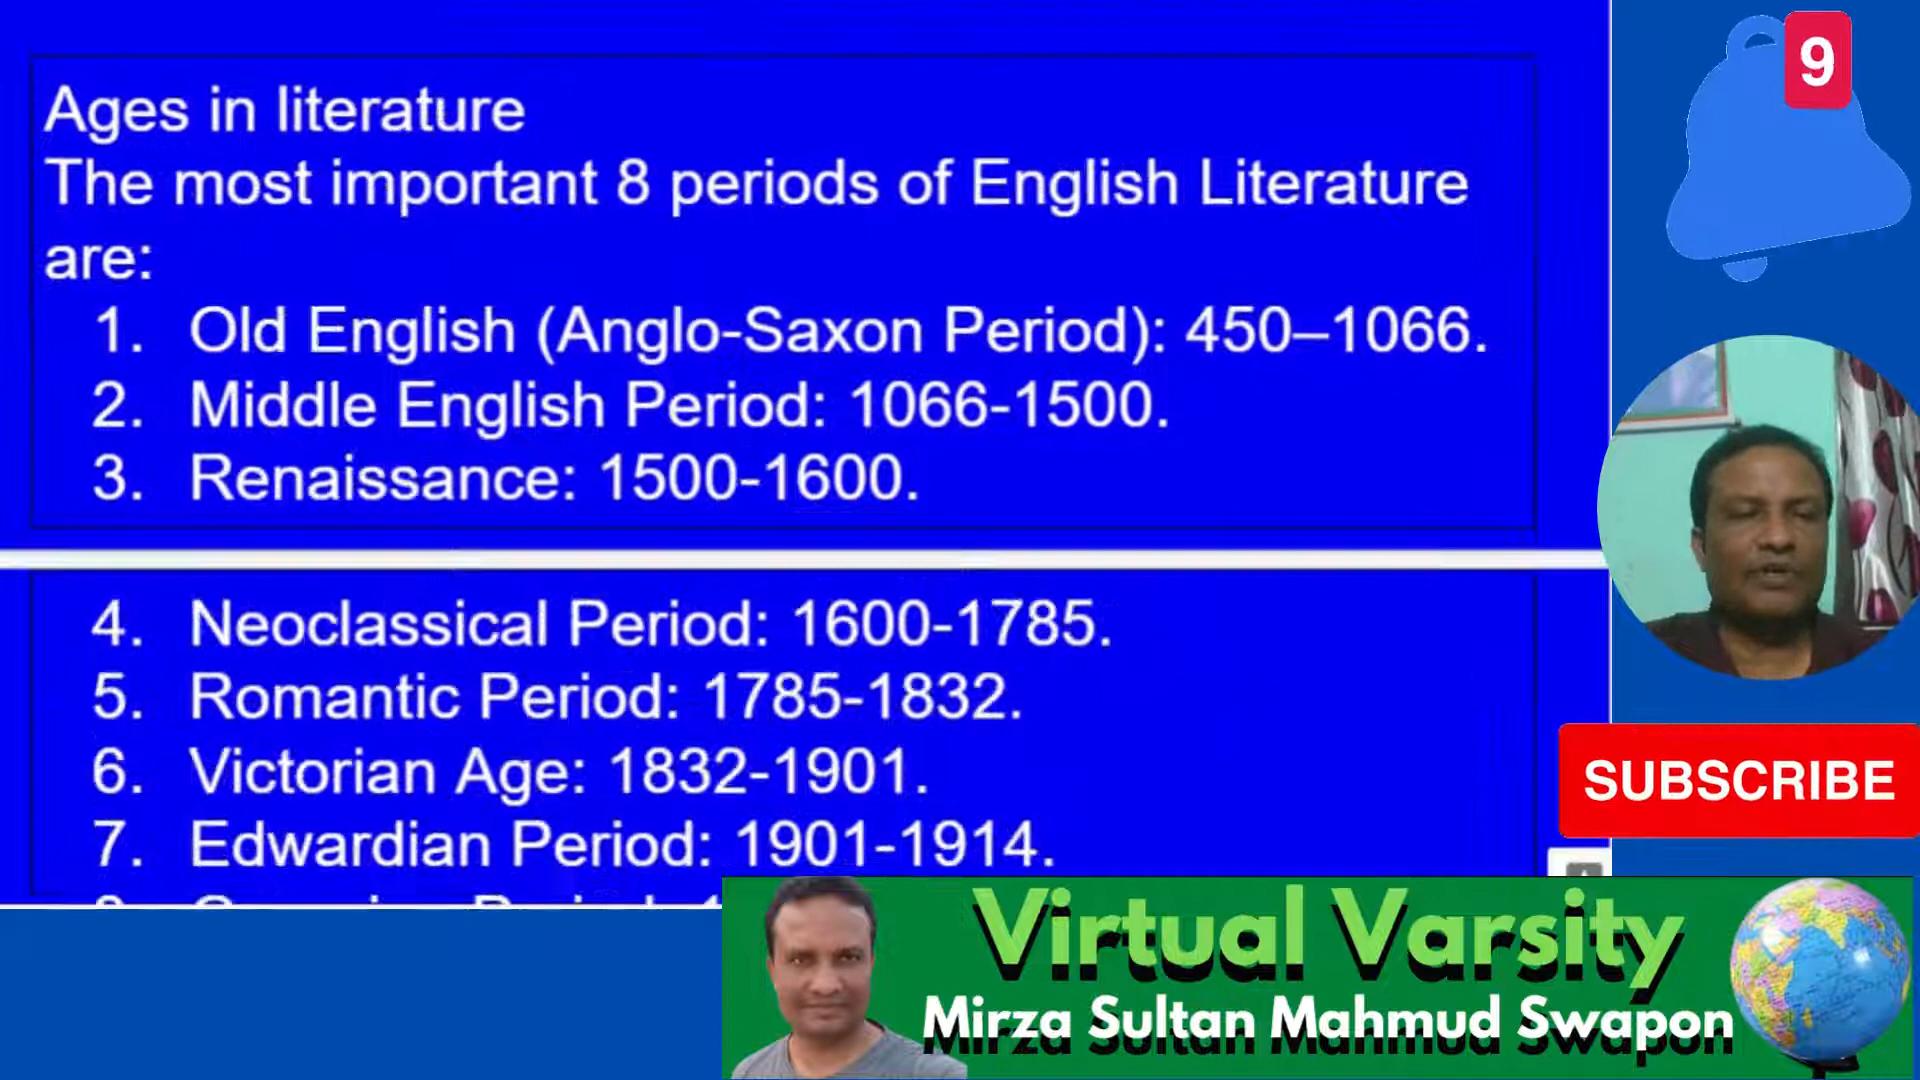 Ages in literature
The most important 8 periods of English Literature
are:
1. Old English (Anglo-Saxon Period): 450–1066.
2. Middle English Period: 1066-1500.
3. Renaissance: 1500-1600.
4. Neoclassical Period: 1600-1785.
5. Romantic Period: 1785-1832.
6. Victorian Age: 1832-1901.
7. Edwardian Period: 1901-1914.
9
SUBSCRIBE
Virtual Varsity
Mirza Sultan Mahmud Swapon